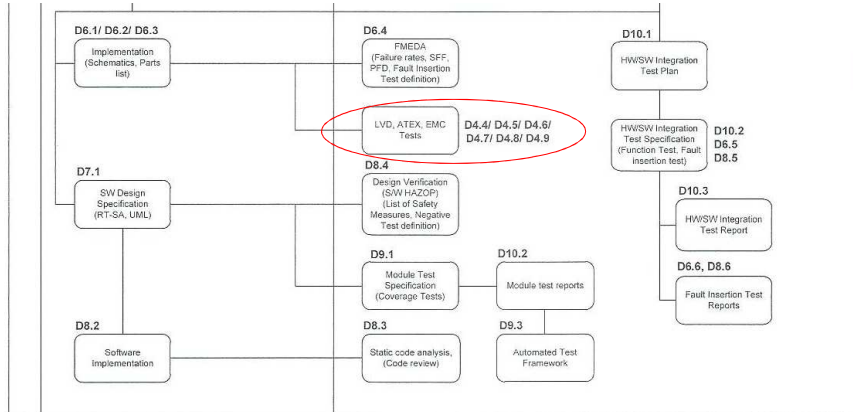 D6.1/ D6.2/ D6.3
Implementation
(Schematics, Parts
list)
D6.4
FMEDA
(Failure rates, SFF,
PFD, Fault Insertion
Test definition)
D10.1
HW/SW Integration
Test Plan
LVD, ATEX, EMC
Tests
D4.4/ D4.5/ D4.6/
D4.7/ D4.8/ D4.9
HW/SW Integration
Test Specification
(Function Test, Fault
insertion test)
D10.2
D6.5
D8.5
D7.1
SW Design
Specification
(RT-SA, UML)
D8.4
Design Verification
(S/W HAZOP)
(List of Safety
Measures, Negative
Test definition)
D10.3
HW/SW Integration
Test Report
D9.1
Module Test
Specification
(Coverage Tests)
D10.2
Module test reports
D6.6, D8.6
Fault Insertion Test
Reports
D8.2
Software
Implementation
D8.3
Static code analysis,
(Code review)
D9.3
Automated Test
Framework